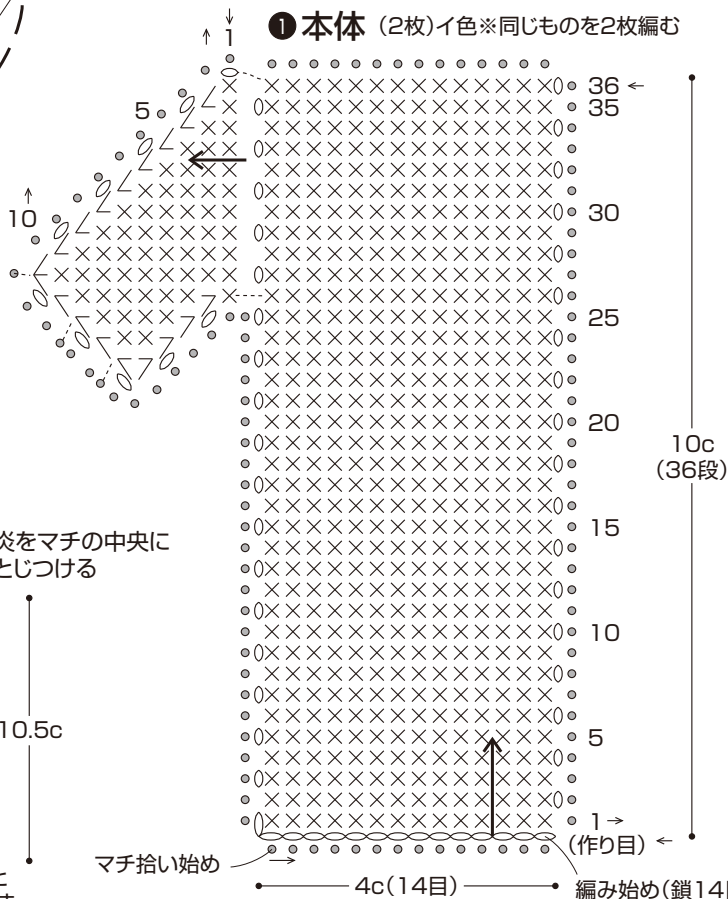 ❶本体 (2枚)イ色※同じものを2枚編む
1
36
35
5
30
10
25
20
10c
(36段)
15
炎をマチの中央に
とじつける
10
10.5c
5
1
(作り目)
マチ拾い始め
4c(14目)
編み始め(鎖14目